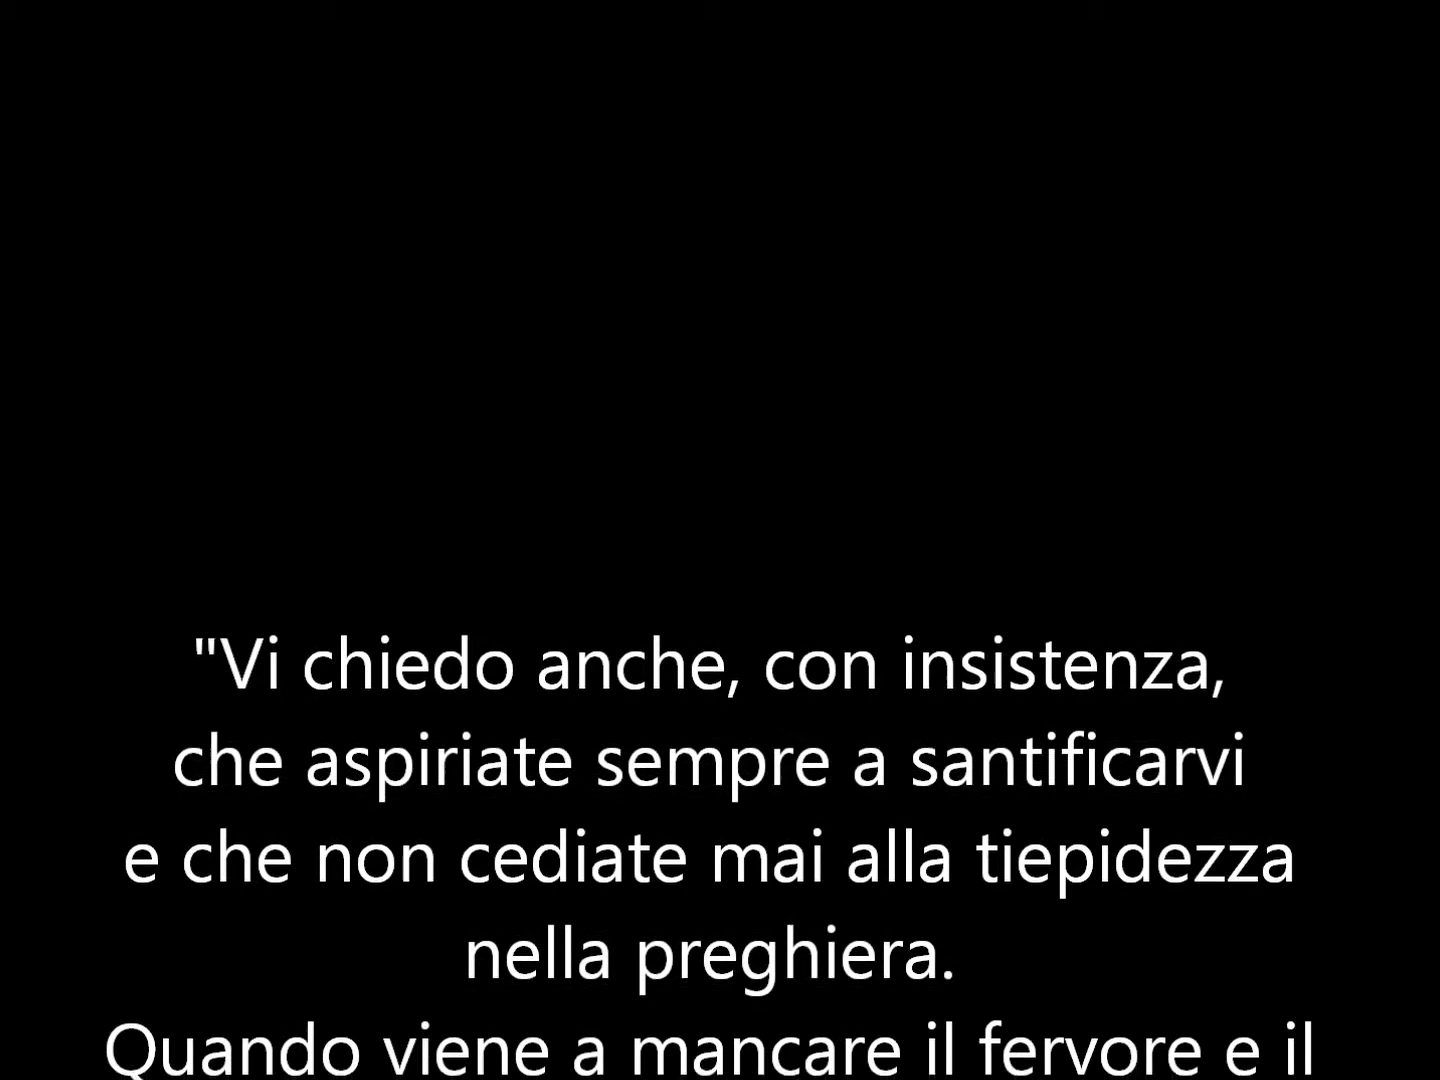 "Vi chiedo anche, con insistenza,
che aspiriate sempre a santificarvi
e che non cediate mai alla tiepidezza
nella preghiera.
Quando viene a mancare il fervore e il